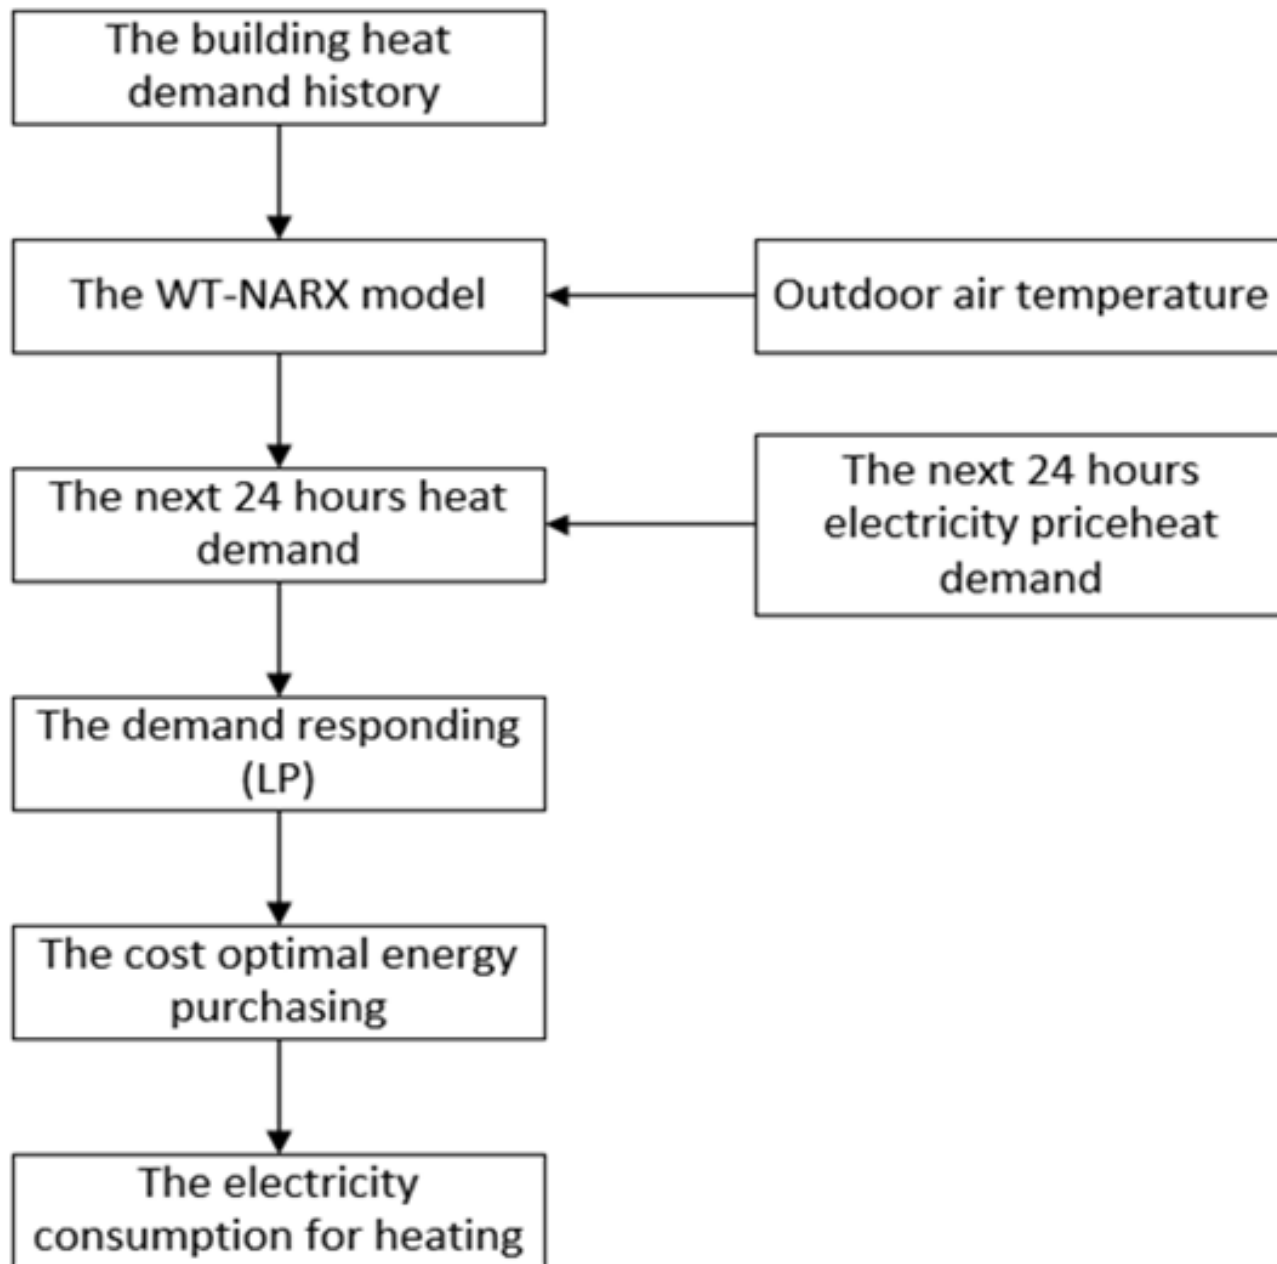 The building heat
demand history
The WT-NARX model
Outdoor air temperature
The next 24 hours heat
demand
The next 24 hours
electricity priceheat
demand
The demand responding
(LP)
The cost optimal energy
purchasing
The electricity
consumption for heating